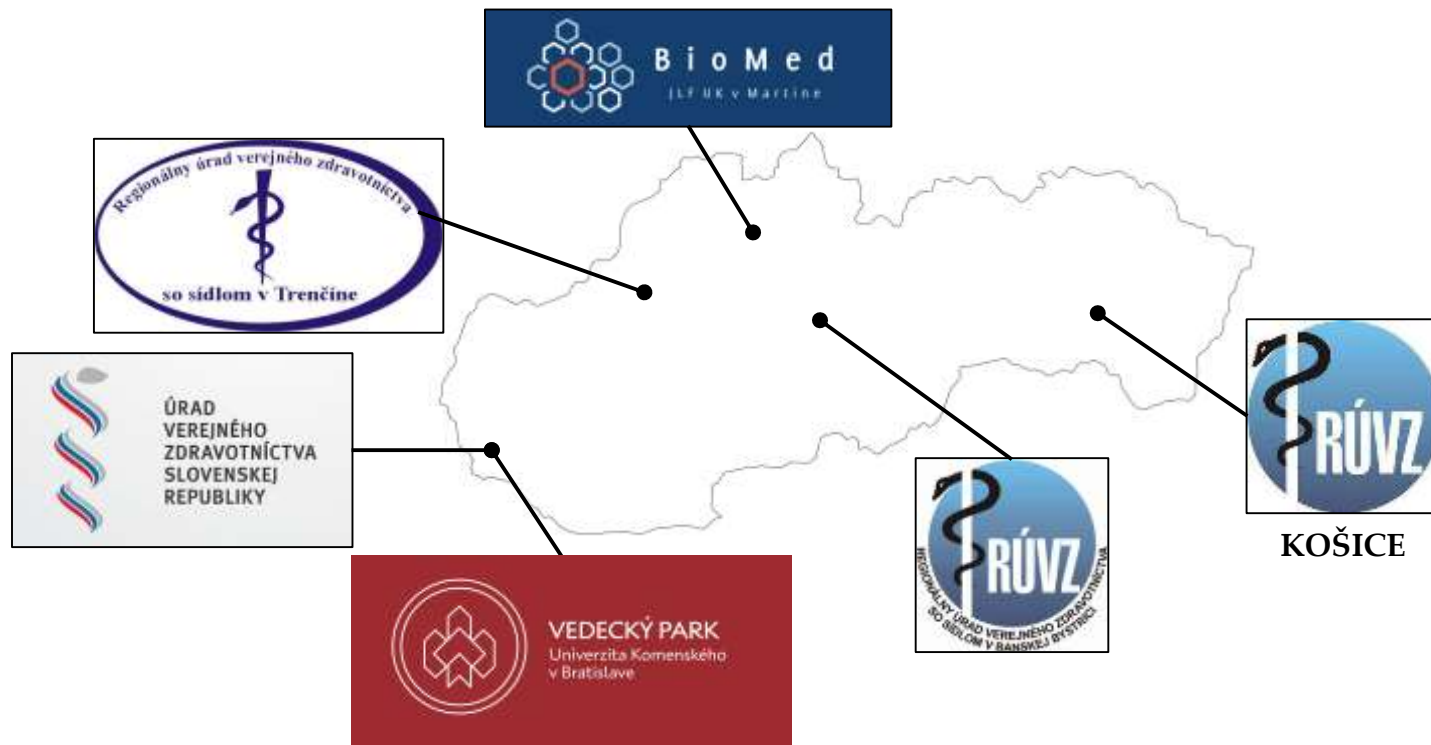 BioMed
JLF UK v Martine
Regionálny úrad verejného zdravotníctva
so sídlom v Trenčíne
ÚRAD
VEREJNÉHO
ZDRAVOTNÍCTVA
SLOVENSKEJ
REPUBLIKY
VEDECKÝ PARK
Univerzita Komenského
v Bratislave
RÚVZ
REGIONÁLNY ÚRAD VEREJNÉHO ZDRAVOTNÍCTVA
SO SÍDLOM V BANSKEJ BYSTRICI
RÚVZ
KOŠICE